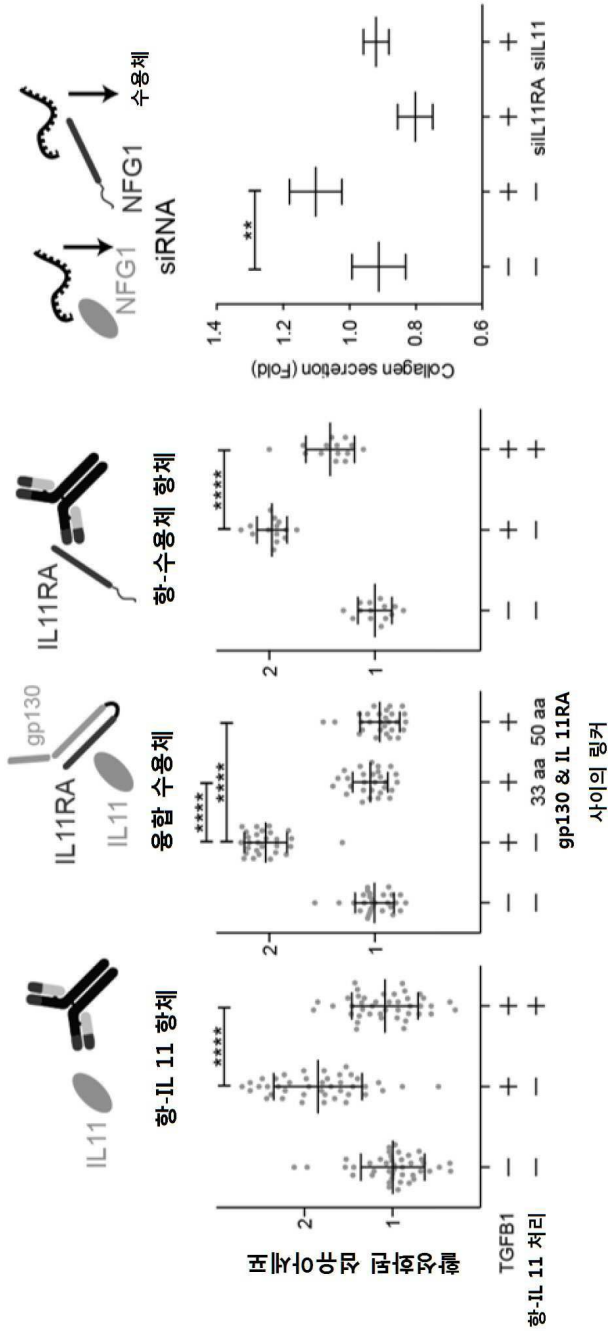 IL11
항-IL 11 항체
****
활성화된 섬유아세포
2
1
TGFB1
— + +
항-IL 11 처리
— — +
gp130
IL11RA
IL11
융합 수용체
****
****
2
1
— + + +
— — 33 aa 50 aa
gp130 & IL 11RA
사이의 링커
IL11RA
항-수용체 항체
****
2
1
— + +
— — +
NFG1
NFG1
수용체
siRNA
**
Collagen secretion (Fold)
1.4
1.2
1.0
0.8
0.6
— + + +
— — siIL11RA siIL11